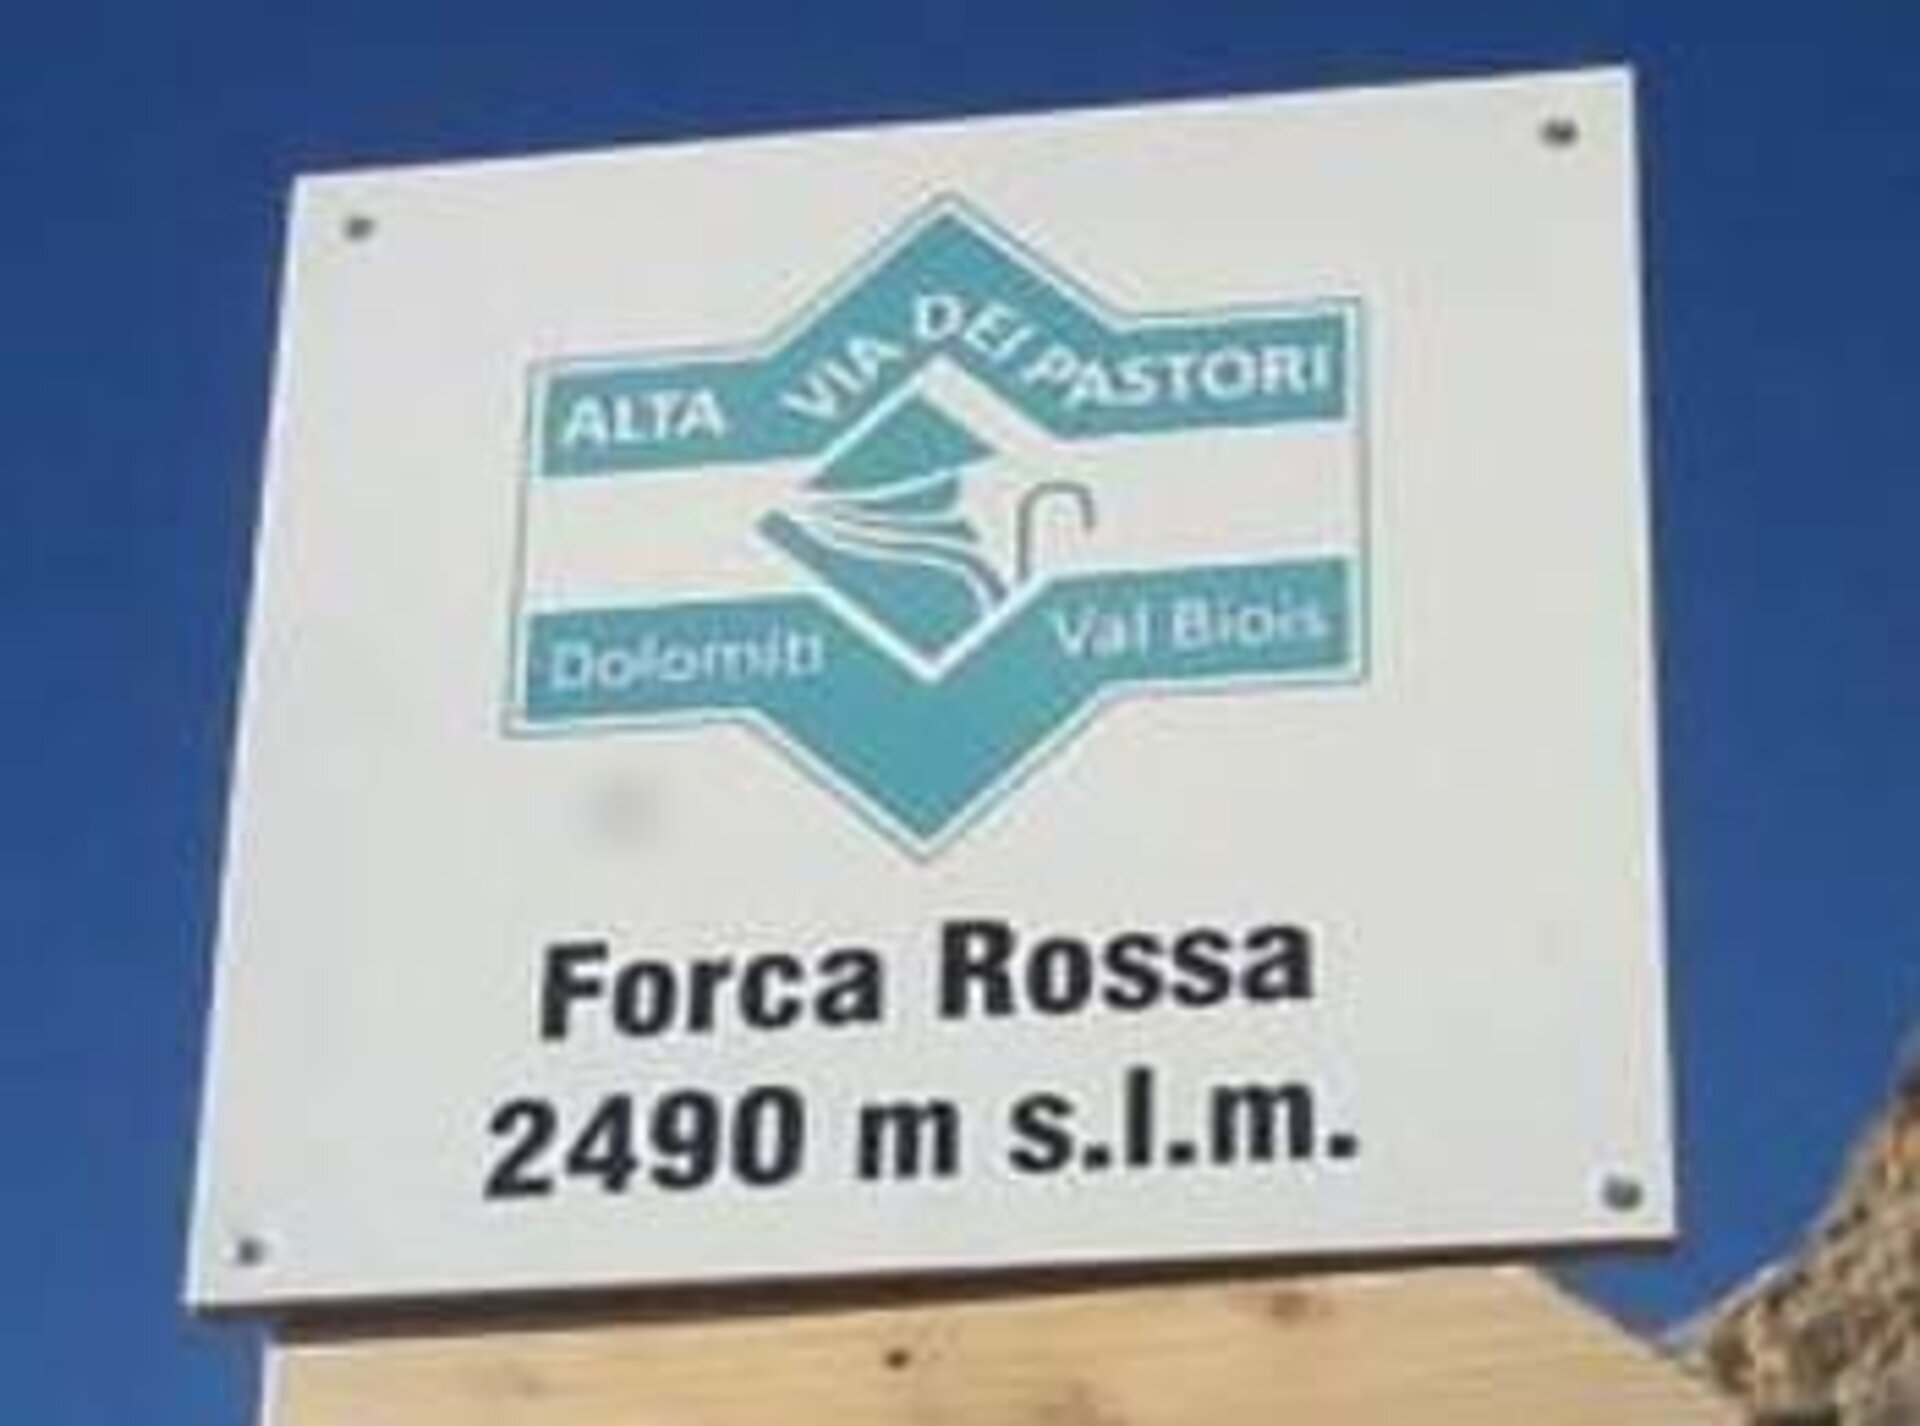 ALTA VIA DEI PASTORI
Dolomiti Val Biois
Forca Rossa
2490 m s.l.m.